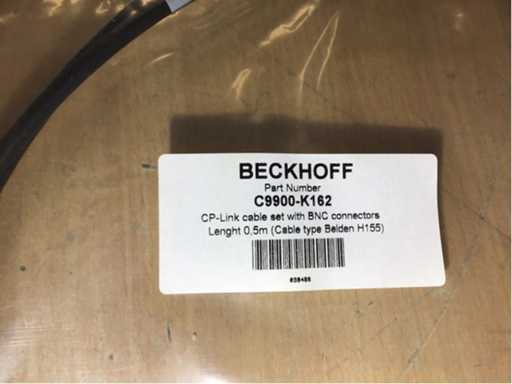 BECKHOFF
Part Number
C9900-K162
CP-Link cable set with BNC connectors
Lenght 0,5m (Cable type Belden H155)